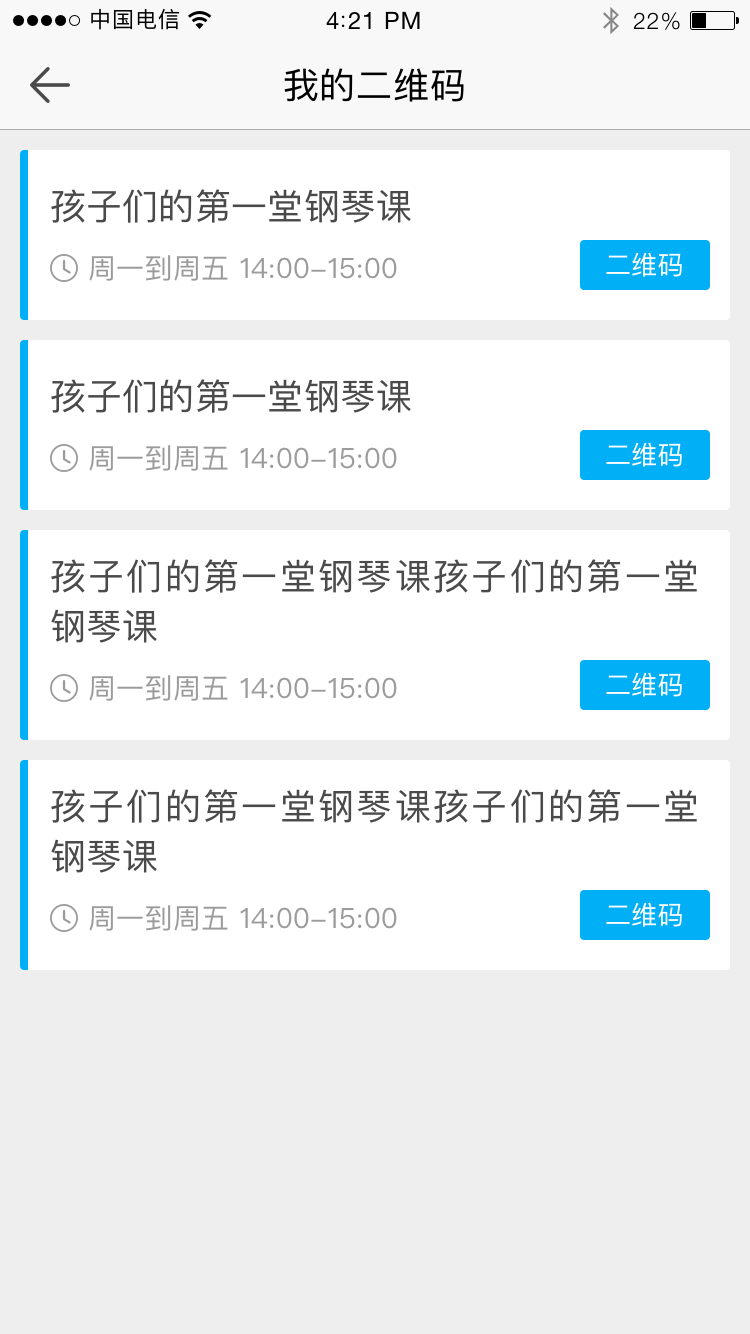 中国电信 4:21 PM 22%
我的二维码
孩子们的第一堂钢琴课
周一到周五 14:00-15:00 二维码
孩子们的第一堂钢琴课
周一到周五 14:00-15:00 二维码
孩子们的第一堂钢琴课孩子们的第一堂
钢琴课
周一到周五 14:00-15:00 二维码
孩子们的第一堂钢琴课孩子们的第一堂
钢琴课
周一到周五 14:00-15:00 二维码